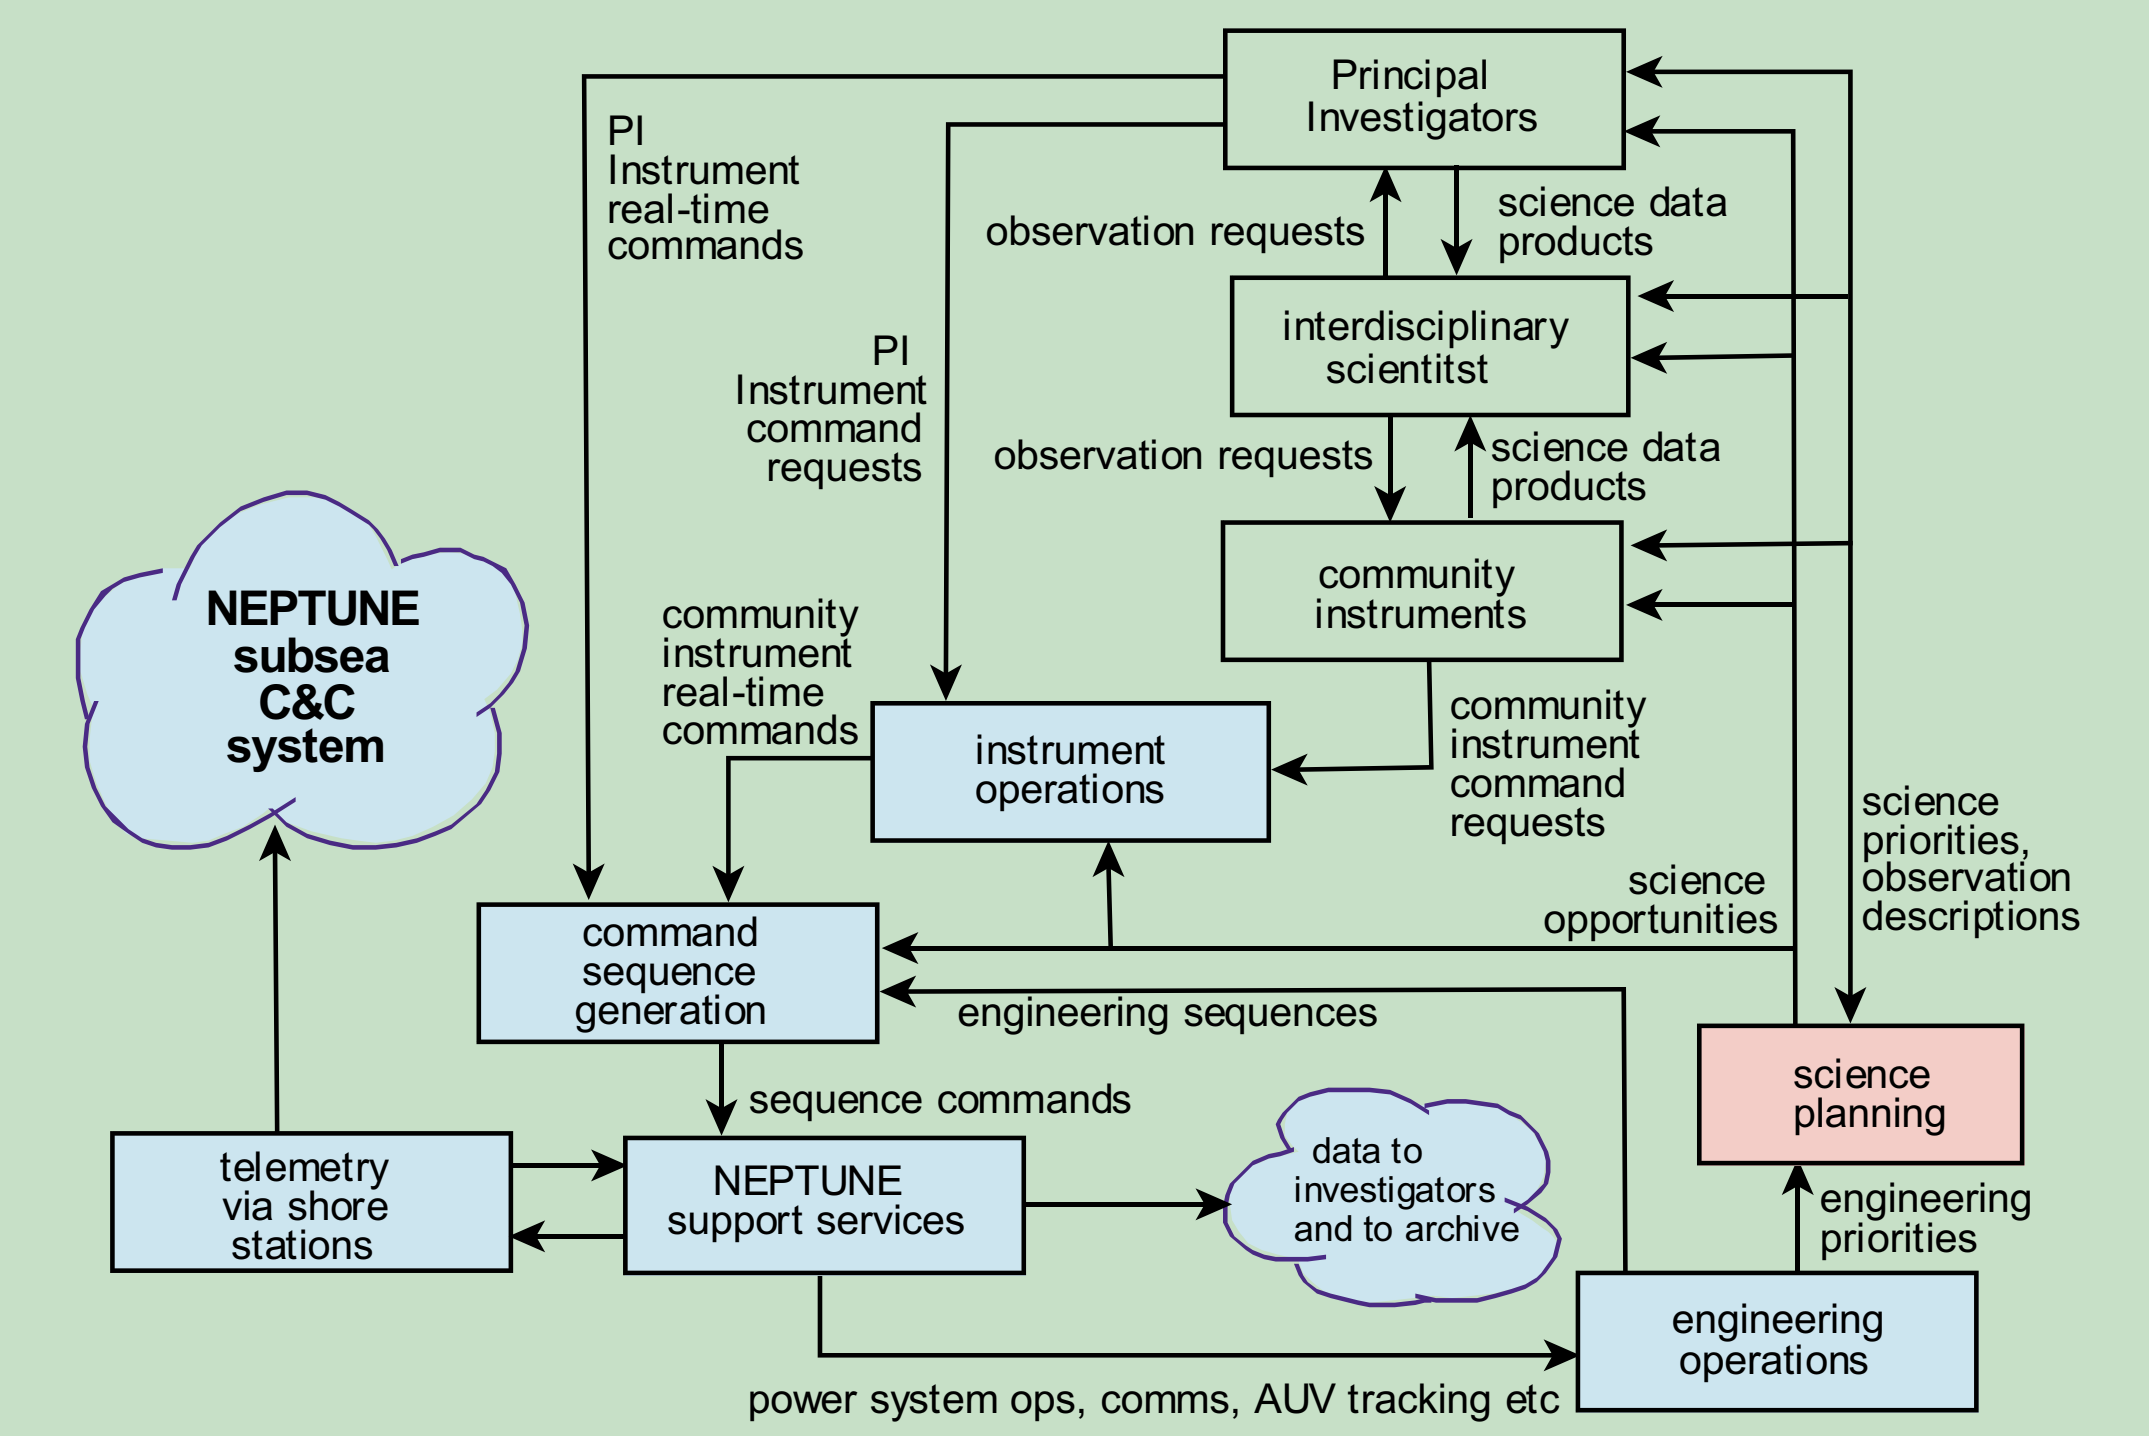 Principal
Investigators
PI
Instrument
real-time
commands
observation requests
science data
products
interdisciplinary
scientitst
PI
Instrument
command
requests
observation requests
science data
products
community
instruments
NEPTUNE
subsea
C&C
system
community
instrument
real-time
commands
instrument
operations
community
instrument
command
requests
science
priorities,
observation
descriptions
science
opportunities
command
sequence
generation
engineering sequences
science
planning
sequence commands
telemetry
via shore
stations
NEPTUNE
support services
data to
investigators
and to archive
engineering
priorities
engineering
operations
power system ops, comms, AUV tracking etc